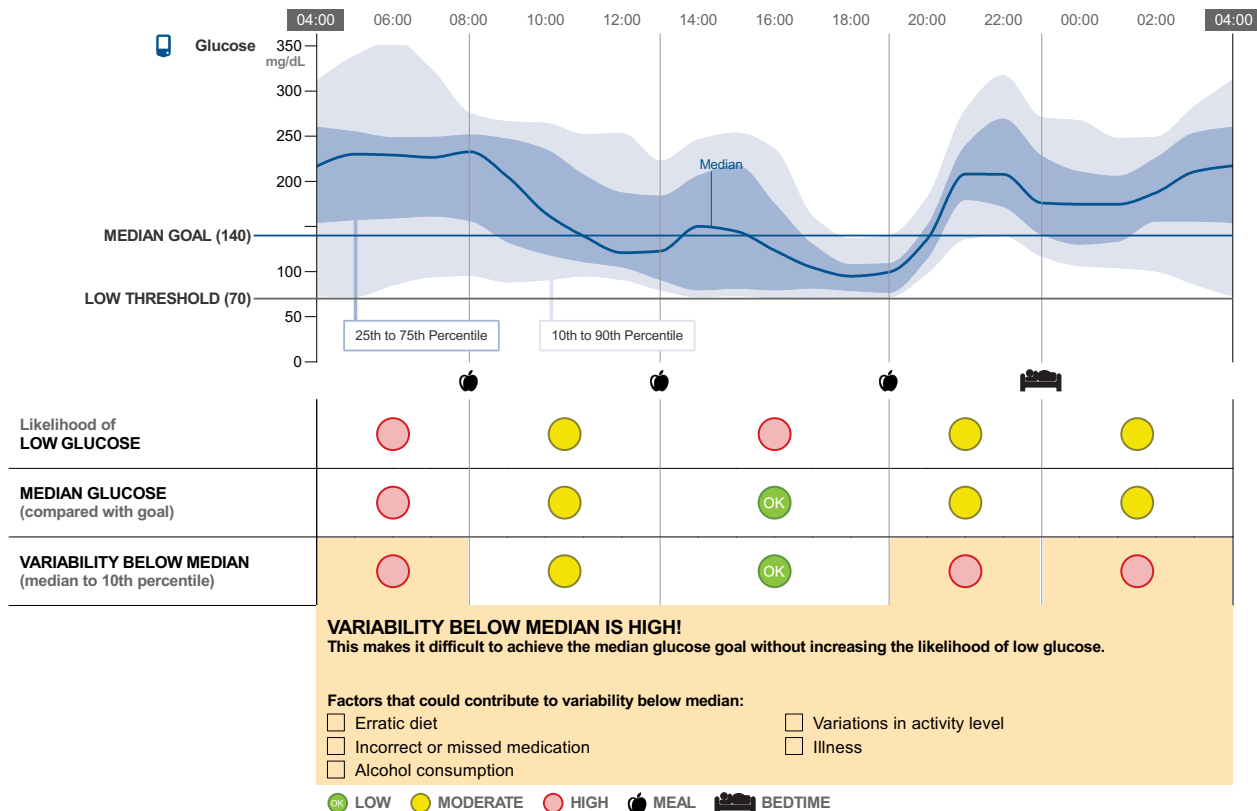 04:00 06:00 08:00 10:00 12:00 14:00 16:00 18:00 20:00 22:00 00:00 02:00 04:00
Glucose
mg/dL
350
300
250
200
Median
MEDIAN GOAL (140)
100
LOW THRESHOLD (70)
50
25th to 75th Percentile
10th to 90th Percentile
0
Likelihood of
LOW GLUCOSE
MEDIAN GLUCOSE
(compared with goal)
OK
VARIABILITY BELOW MEDIAN
(median to 10th percentile)
OK
VARIABILITY BELOW MEDIAN IS HIGH!
This makes it difficult to achieve the median glucose goal without increasing the likelihood of low glucose.
Factors that could contribute to variability below median:
Erratic diet
Variations in activity level
Incorrect or missed medication
Illness
Alcohol consumption
OK LOW MODERATE HIGH MEAL BEDTIME